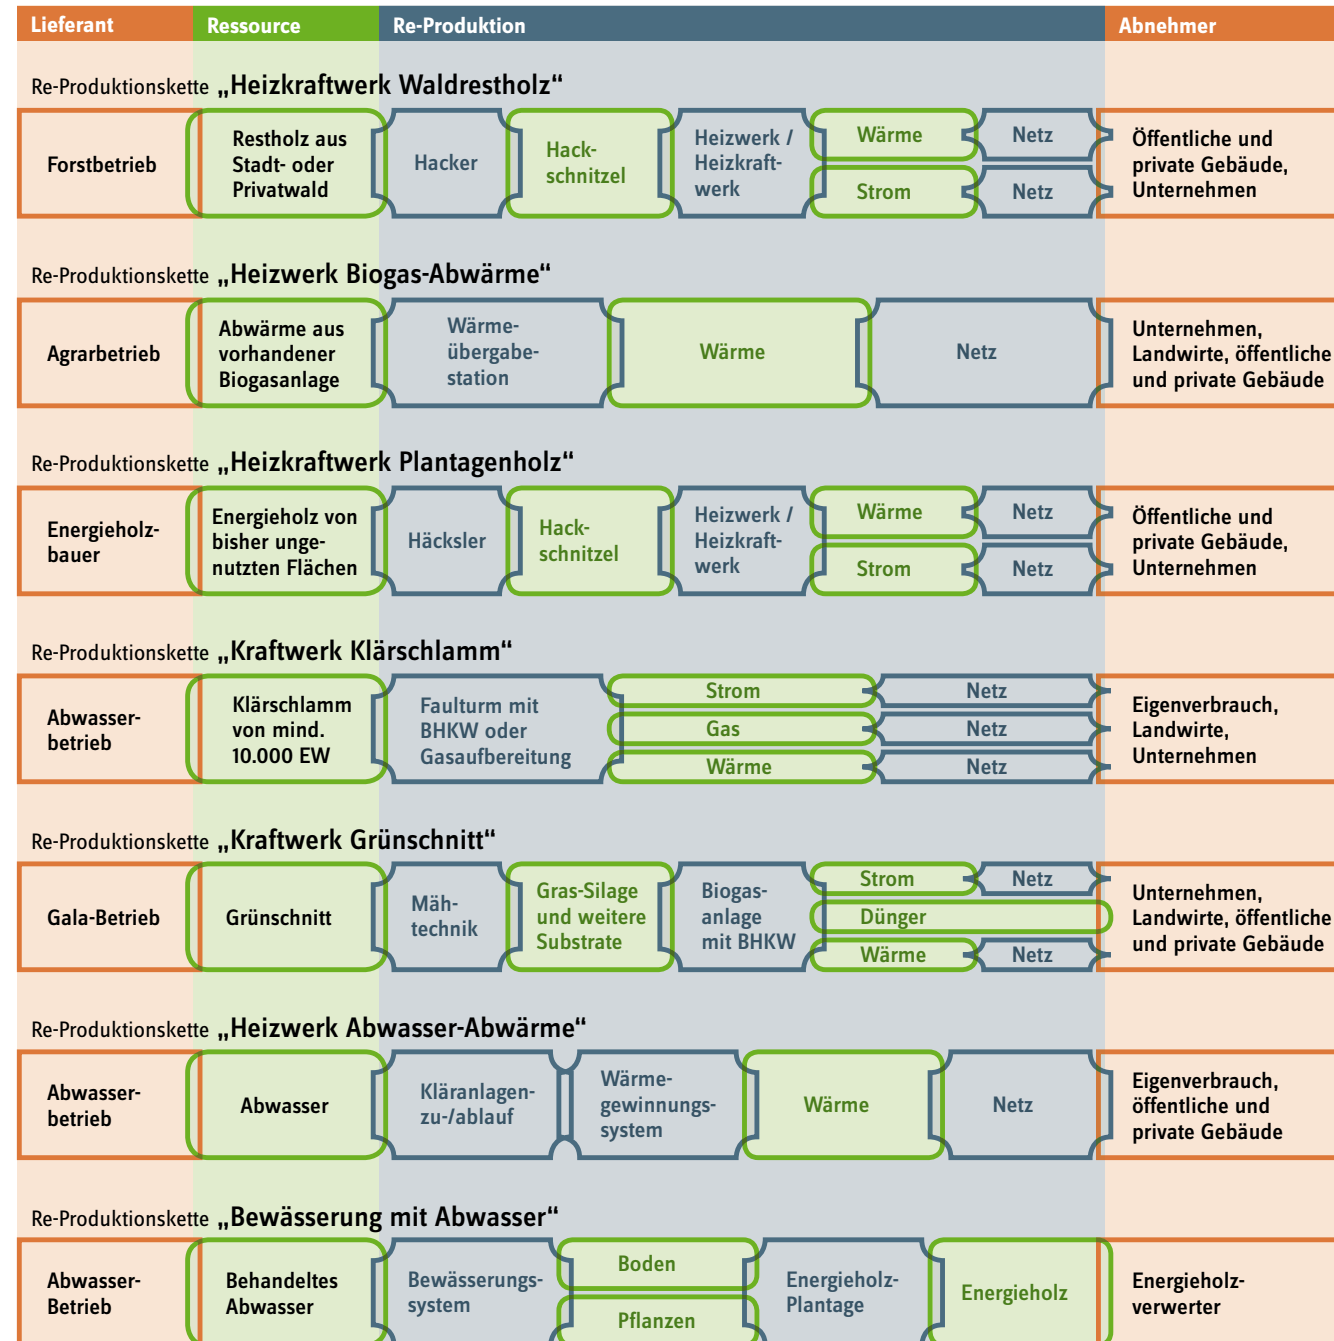 Lieferant Ressource Re-Produktion Abnehmer
Re-Produktionskette „Heizkraftwerk Waldrestholz“
Forstbetrieb
Restholz aus
Stadt- oder
Privatwald
Hacker
Hack-
schnitzel
Heizwerk /
Heizkraft-
werk
Wärme
Netz
Strom
Netz
Öffentliche und
private Gebäude,
Unternehmen
Re-Produktionskette „Heizwerk Biogas-Abwärme“
Agrarbetrieb
Abwärme aus
vorhandener
Biogasanlage
Wärme-
übergabe-
station
Wärme
Netz
Unternehmen,
Landwirte, öffentliche
und private Gebäude
Re-Produktionskette „Heizkraftwerk Plantagenholz“
Energieholz-
bauer
Energieholz von
bisher unge-
nutzten Flächen
Häcksler
Hack-
schnitzel
Heizwerk /
Heizkraft-
werk
Wärme
Netz
Strom
Netz
Öffentliche und
private Gebäude,
Unternehmen
Re-Produktionskette „Kraftwerk Klärschlamm“
Abwasser-
betrieb
Klärschlamm
von mind.
10.000 EW
Faulturm mit
BHKW oder
Gasaufbereitung
Strom
Netz
Gas
Netz
Wärme
Netz
Eigenverbrauch,
Landwirte,
Unternehmen
Re-Produktionskette „Kraftwerk Grünschnitt“
Gala-Betrieb
Grünschnitt
Mäh-
technik
Gras-Silage
und weitere
Substrate
Biogas-
anlage
mit BHKW
Strom
Netz
Dünger
Wärme
Netz
Unternehmen,
Landwirte, öffentliche
und private Gebäude
Re-Produktionskette „Heizwerk Abwasser-Abwärme“
Abwasser-
betrieb
Abwasser
Kläranlagen-
zu-/ablauf
Wärme-
gewinnungs-
system
Wärme
Netz
Eigenverbrauch,
öffentliche und
private Gebäude
Re-Produktionskette „Bewässerung mit Abwasser“
Abwasser-
Betrieb
Behandeltes
Abwasser
Bewässerungs-
system
Boden
Pflanzen
Energieholz-
Plantage
Energieholz
Energieholz-
verwerter